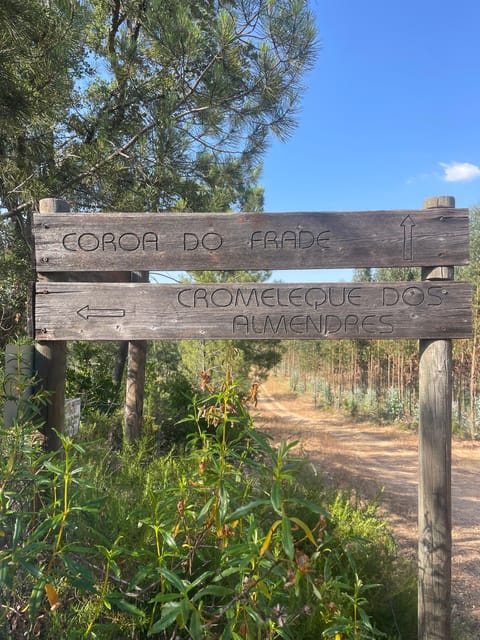 COROA DO FRADE ↑
← CROMELEQUE DOS
ALMENDRES